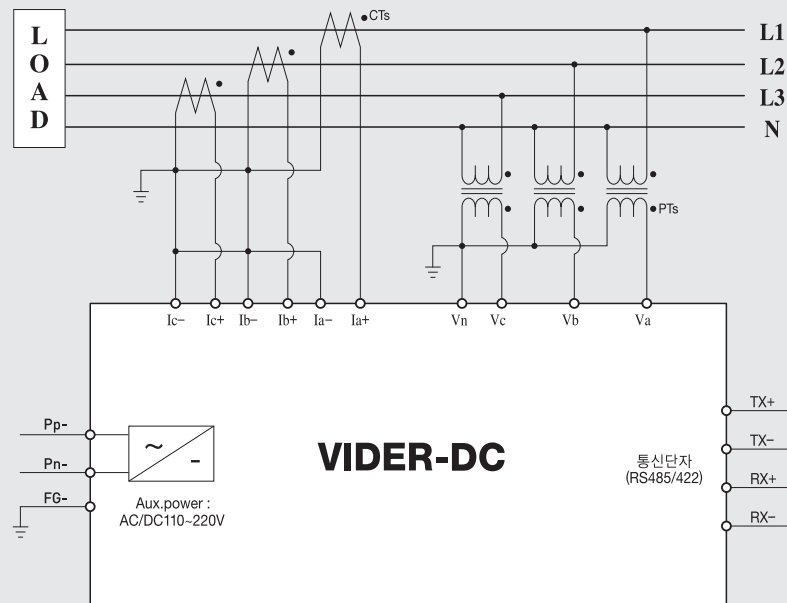 L
O
A
D
CTs
L1
L2
L3
N
PTs
Ic− Ic+ Ib− Ib+ Ia− Ia+ Vn Vc Vb Va
Pp-
Pn-
FG-
~
-
Aux.power :
AC/DC110~220V
VIDER-DC
통신단자
(RS485/422)
TX+
TX−
RX+
RX−